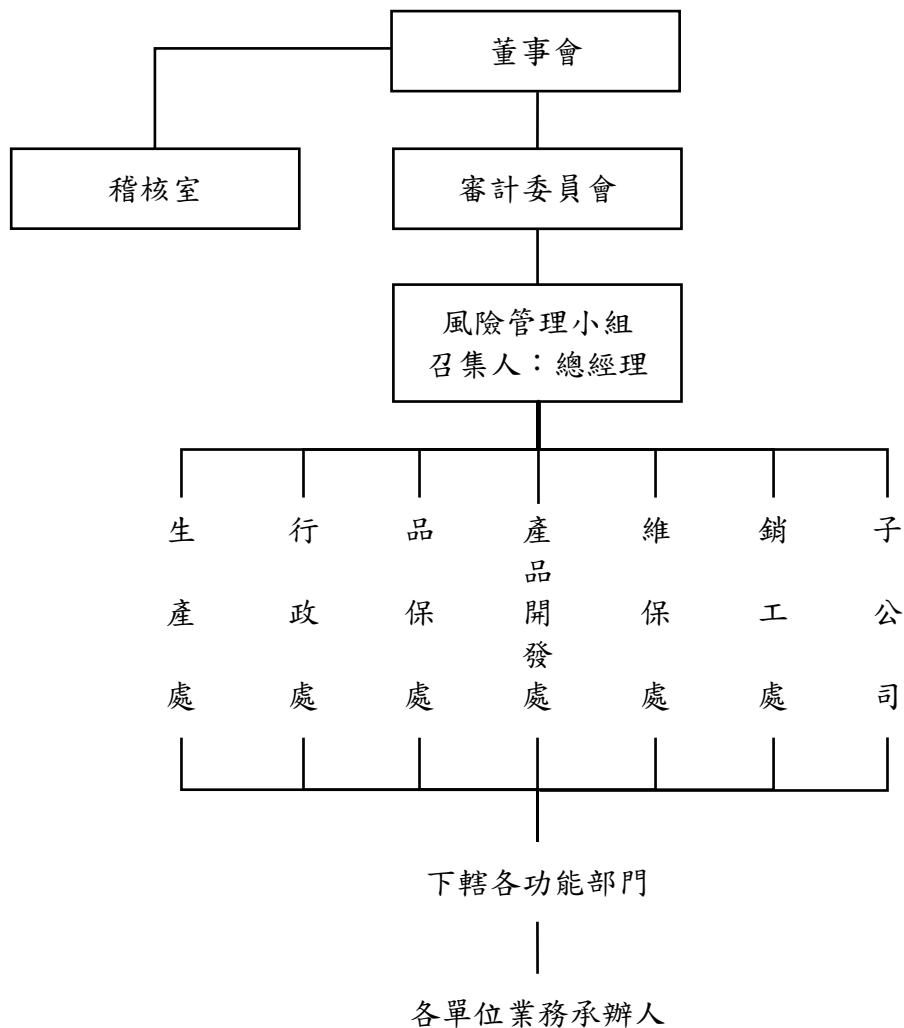 董事會
稽核室
審計委員會
風險管理小組
召集人：總經理
生產處
行政處
品保處
產品開發處
維保處
銷工處
子公司
下轄各功能部門
各單位業務承辦人